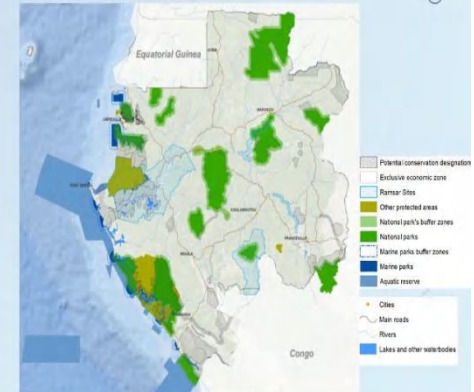 Equatorial Guinea
Congo
Potential conservation designation
Exclusive economic zone
Ramsar Sites
Other protected areas
National park's buffer zones
National parks
Marine parks buffer zones
Marine parks
Aquatic reserve
Cities
Main roads
Rivers
Lakes and other waterbodies